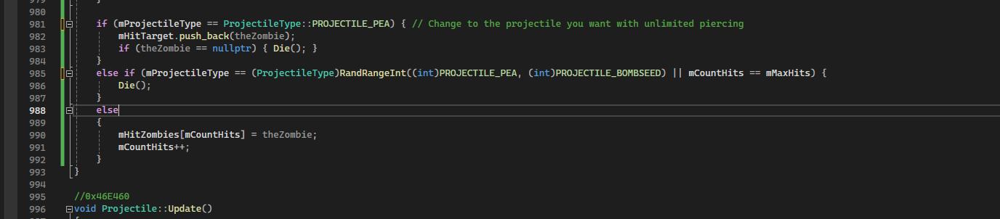 980
981 if (mProjectileType == ProjectileType::PROJECTILE_PEA) { // Change to the projectile you want with unlimited piercing
982 mHitTarget.push_back(theZombie);
983 if (theZombie == nullptr) { Die(); }
984 }
985 else if (mProjectileType == (ProjectileType)RandRangeInt((int)PROJECTILE_PEA, (int)PROJECTILE_BOMBSEED) || mCountHits == mMaxHits) {
986 Die();
987 }
988 else
989 {
990 mHitZombies[mCountHits] = theZombie;
991 mCountHits++;
992 }
993 }
994
995 //0x46E460
996 void Projectile::Update()